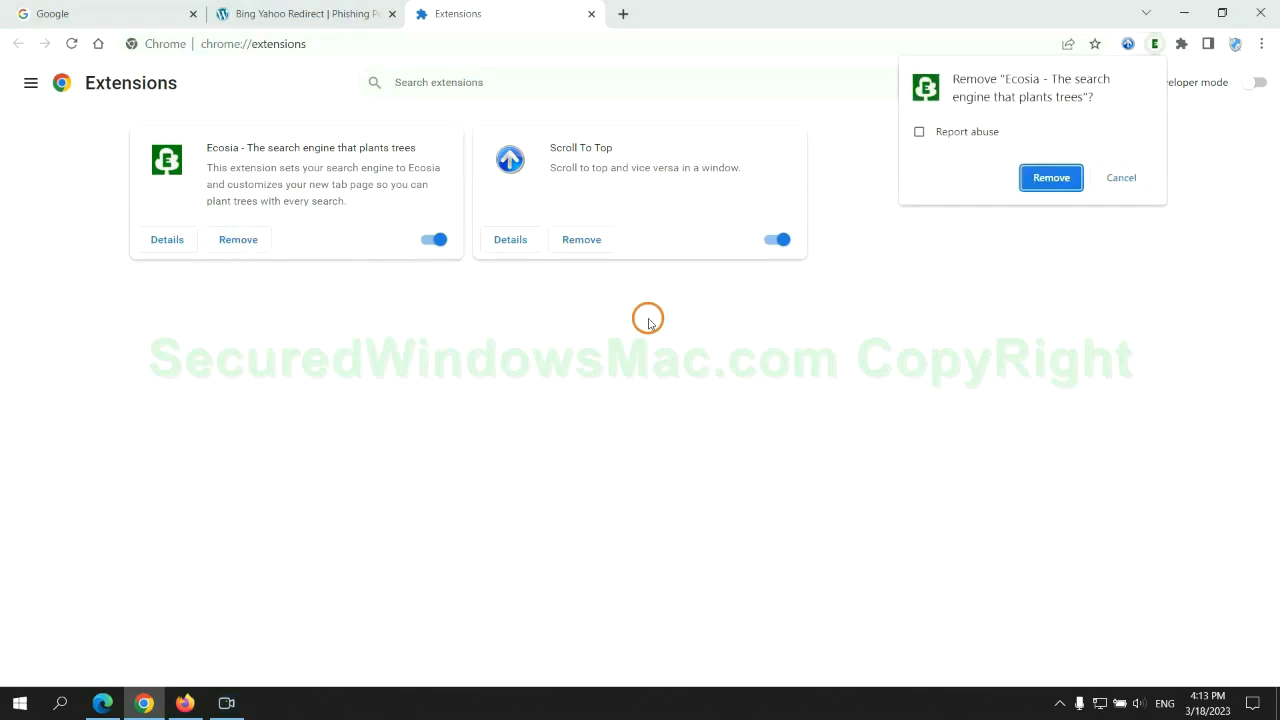 Google
Bing Yahoo Redirect | Phishing Pe
Extensions
Chrome
chrome://extensions
Extensions
Search extensions
veloper mode
Remove "Ecosia - The search
engine that plants trees"?
Report abuse
Remove
Cancel
Ecosia - The search engine that plants trees
This extension sets your search engine to Ecosia
and customizes your new tab page so you can
plant trees with every search.
Details
Remove
Scroll To Top
Scroll to top and vice versa in a window.
Details
Remove
SecuredWindowsMac.com CopyRight
ENG
4:13 PM
3/18/2023